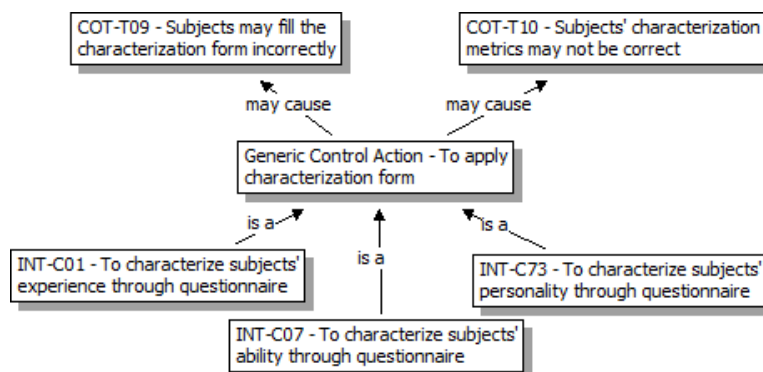 COT-T09 - Subjects may fill the
characterization form incorrectly
COT-T10 - Subjects' characterization
metrics may not be correct
may cause
may cause
Generic Control Action - To apply
characterization form
is a
is a
is a
INT-C01 - To characterize subjects'
experience through questionnaire
INT-C73 - To characterize subjects'
personality through questionnaire
INT-C07 - To characterize subjects'
ability through questionnaire